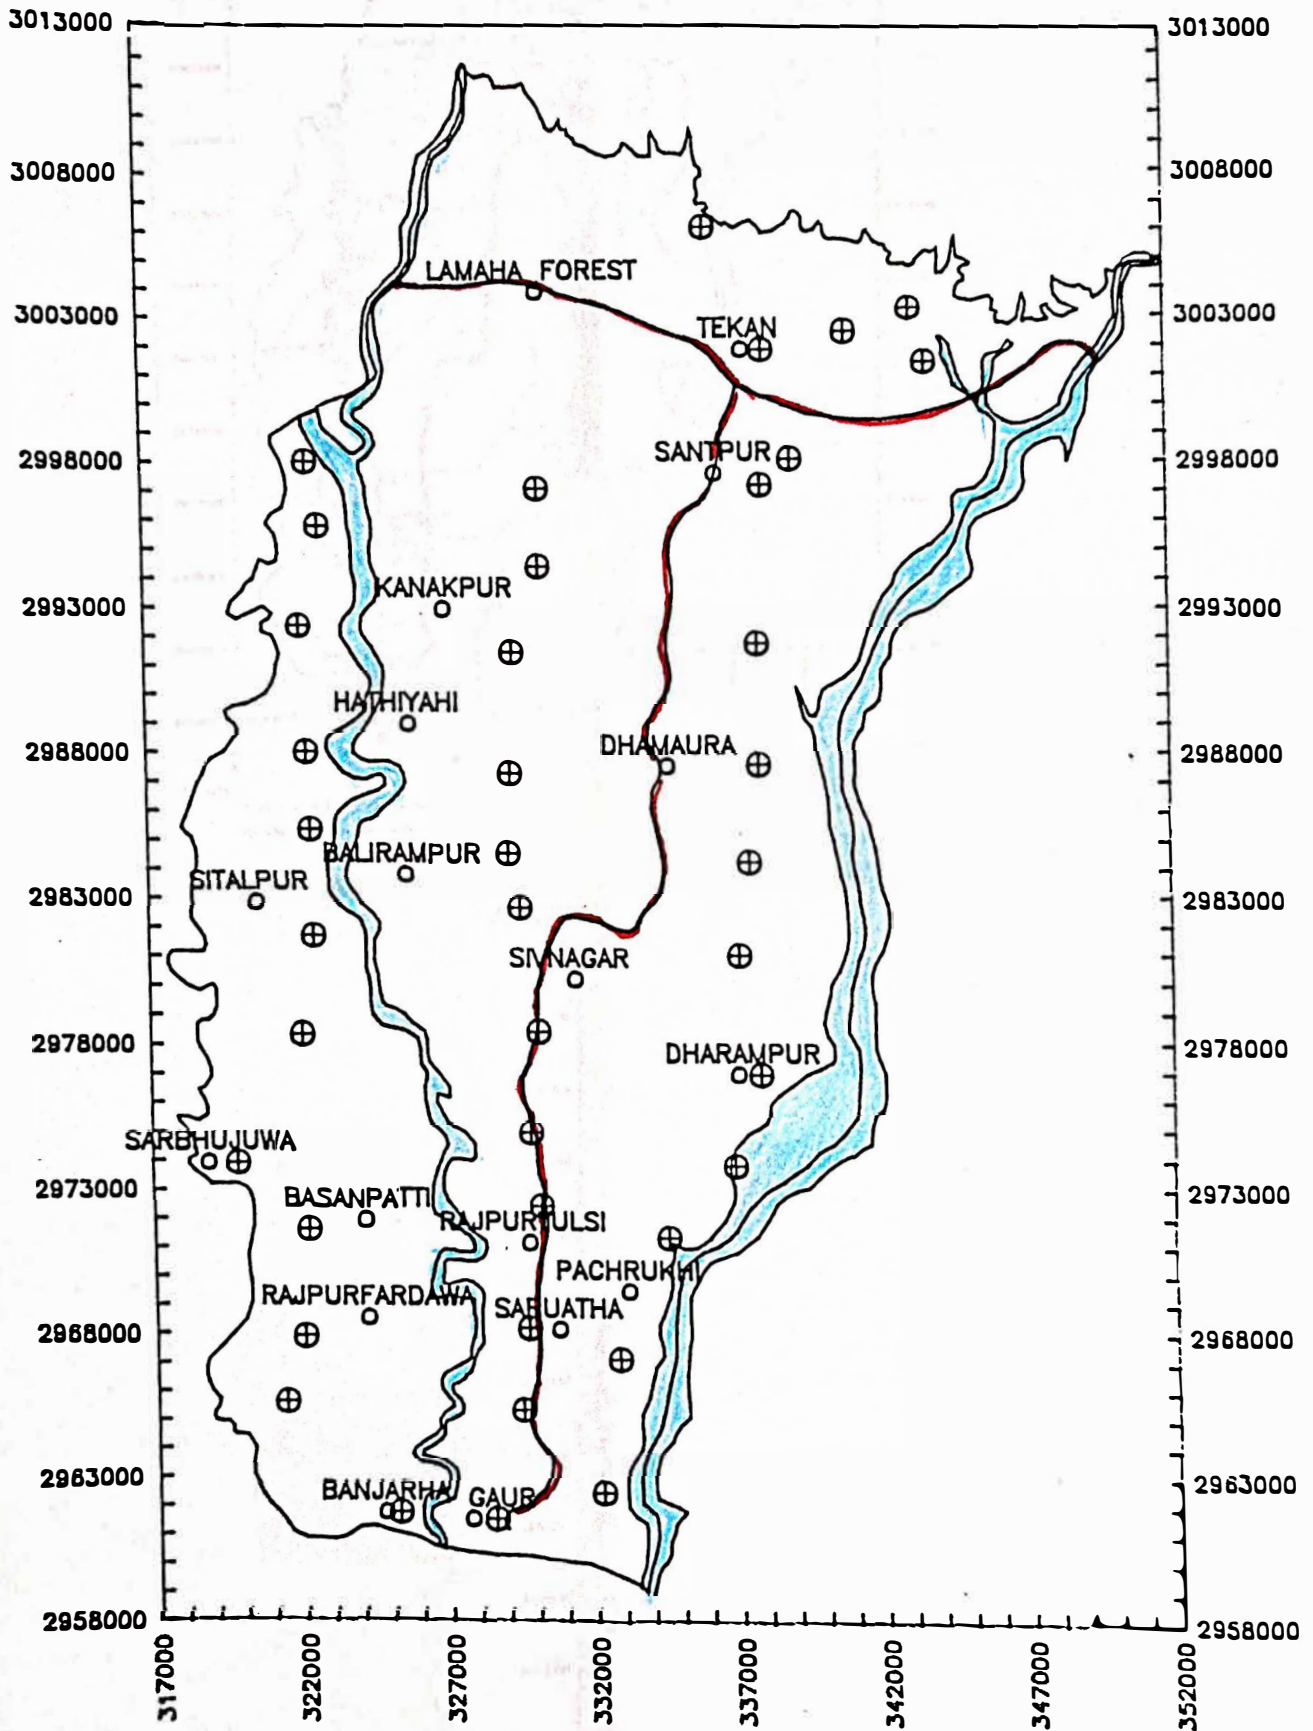 3013000
3013000
3008000
3008000
LAMAHA FOREST
3003000
3003000
TEKAN
SANTPUR
2998000
2998000
KANAKPUR
2993000
2993000
HATHIYAHI
DHAMAURA
2988000
2988000
BALIRAMPUR
SITALPUR
2983000
2983000
SIVNAGAR
2978000
2978000
DHARAMPUR
SARBHUJUWA
2973000
2973000
BASANPATTI
RAJPURTULSI
PACHRUKHI
RAJPURFARDAWA
SARUATHA
2968000
2968000
2963000
2963000
BANJARHA
GAUR
2958000
2958000
317000
322000
327000
332000
337000
342000
347000
352000